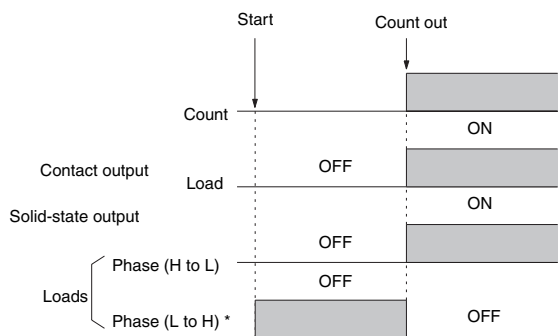 Start
Count out
Count
ON
Contact output
OFF
Load
ON
Solid-state output
OFF
Phase (H to L)
OFF
Loads
Phase (L to H) *
OFF